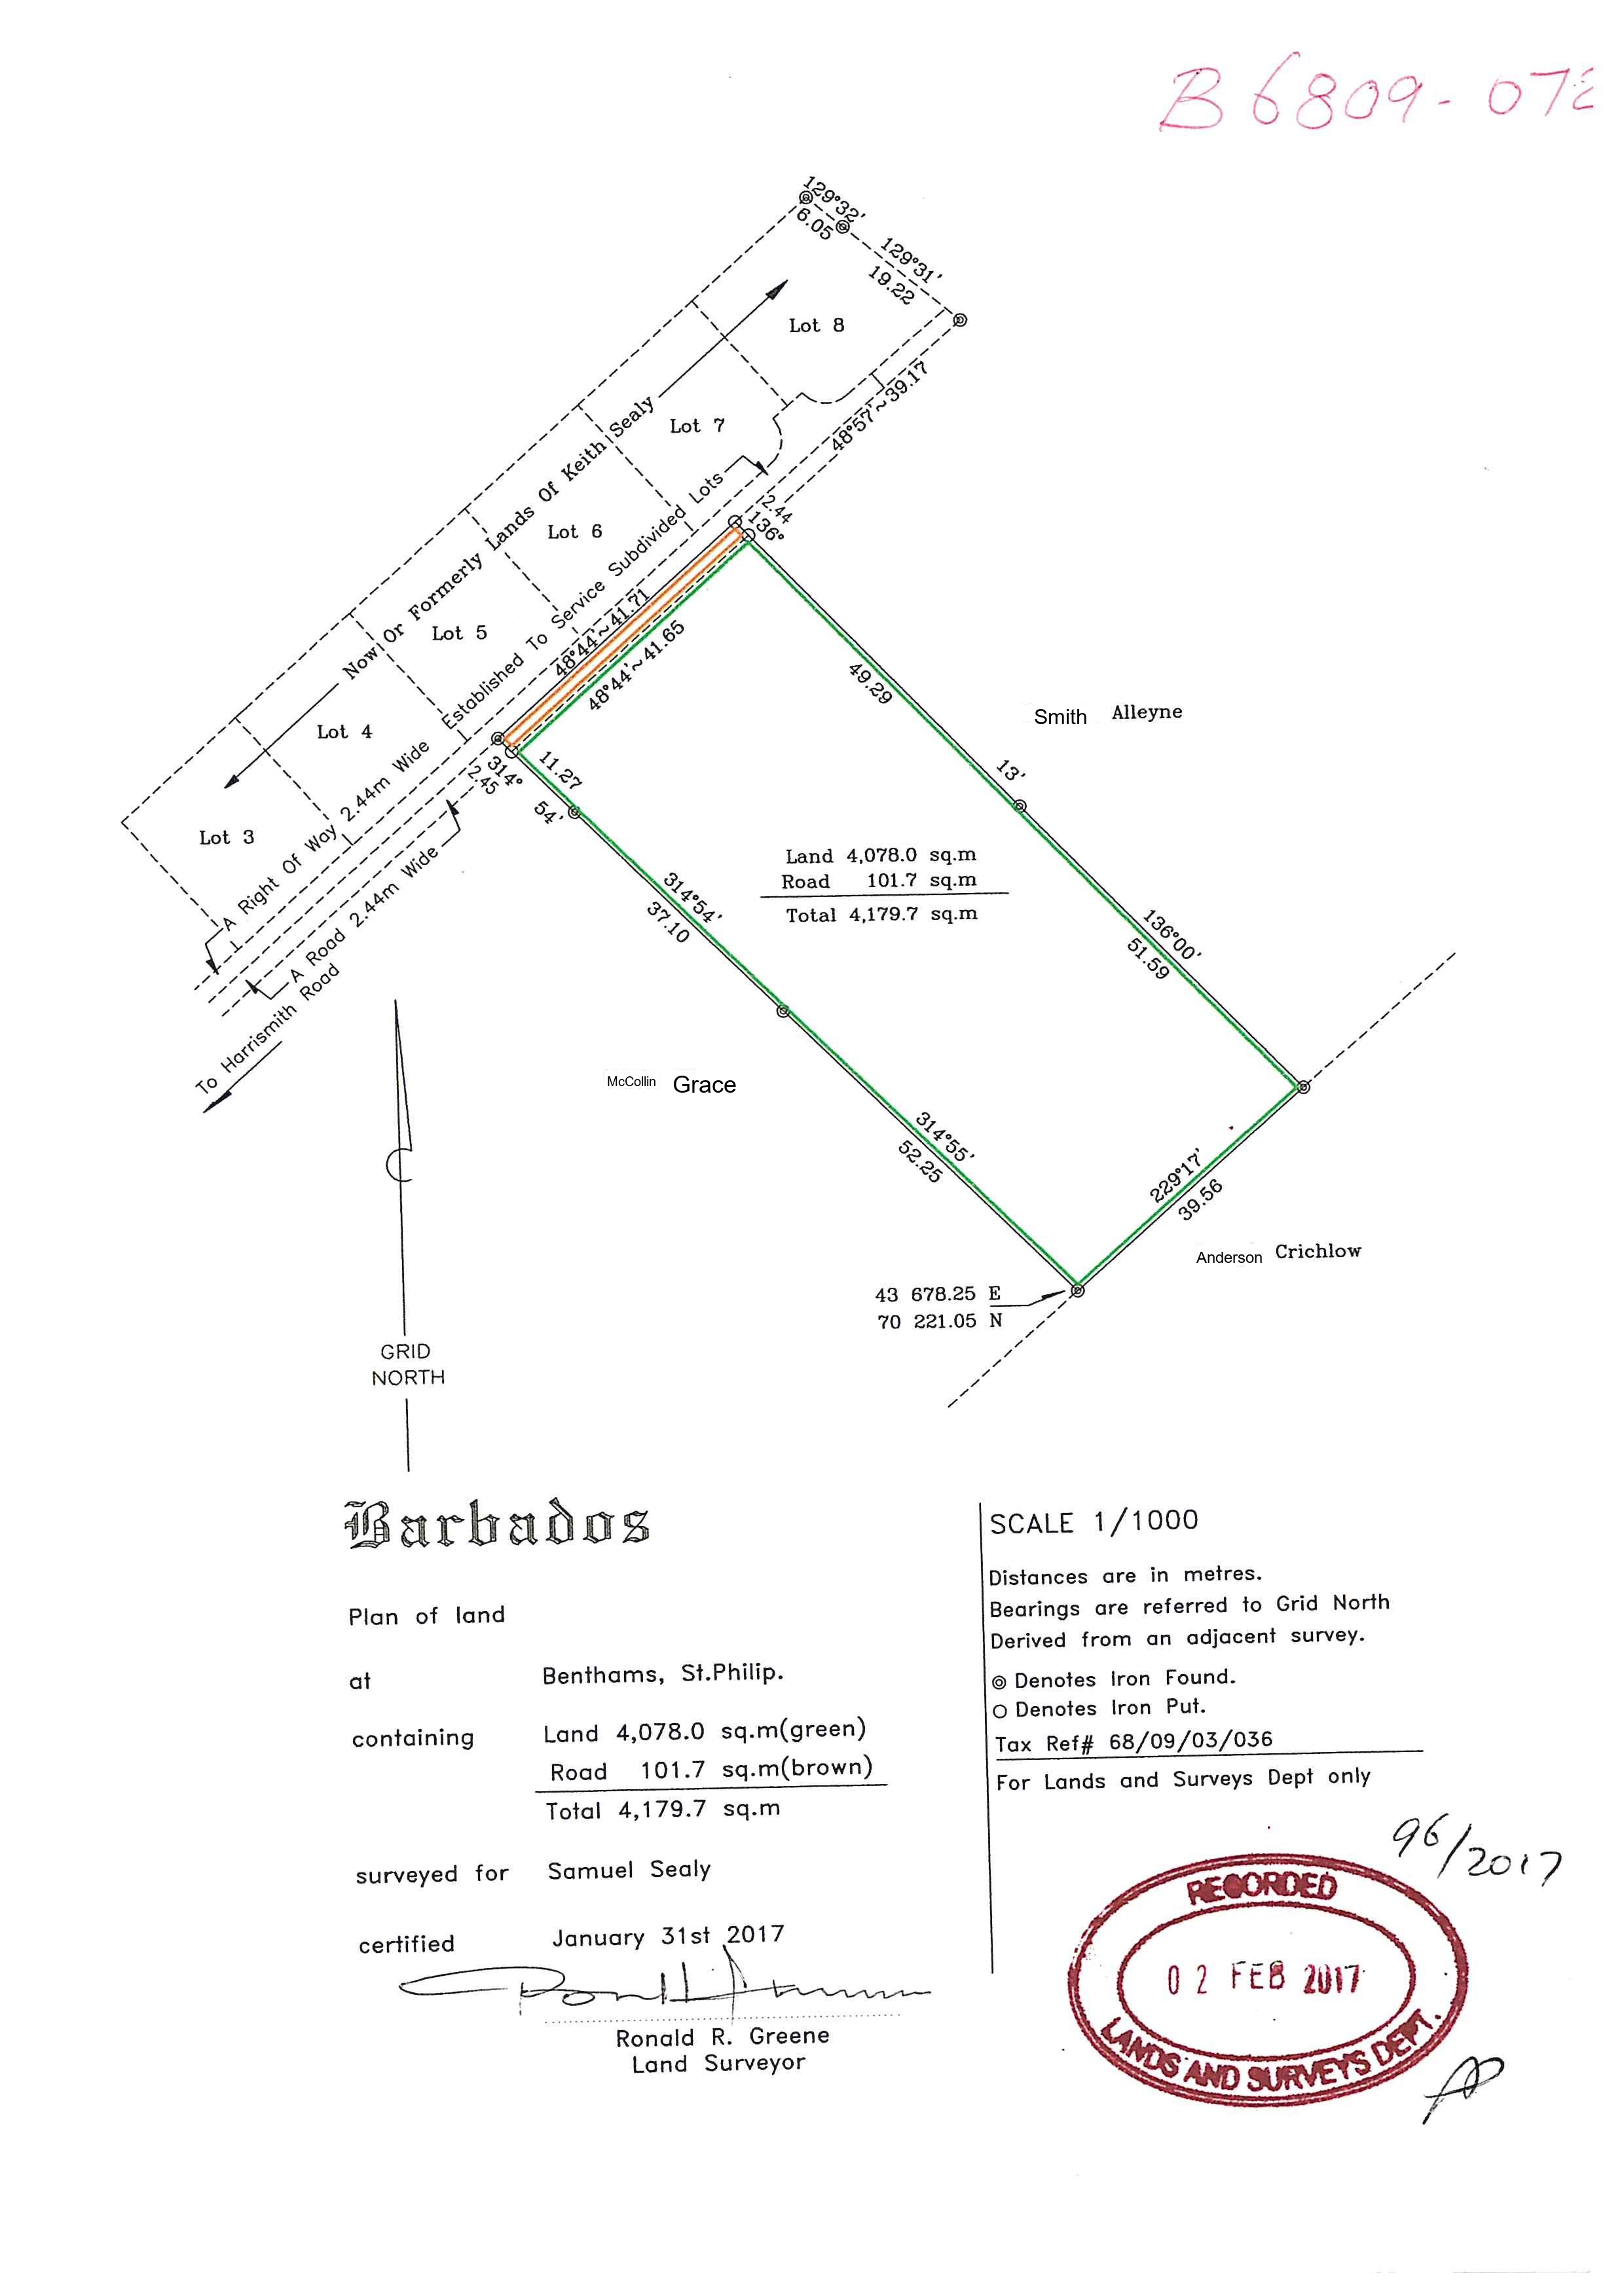 B 6809-07
129°32'
6.05
129°31'
19.22
Lot 8
48°57'~39.17
Lot 7
Now Or Formerly Lands Of Keith Sealy
Lot 6
2.44
136°
A Right Of Way 2.44m Wide Established To Service Subdivided Lots
Lot 5
48°44'~41.71
48°44'~41.65
49.29
Smith Alleyne
Lot 4
11.27
314°
2.45
54'
13'
Lot 3
A Road 2.44m Wide
Land 4,078.0 sq.m
Road 101.7 sq.m
Total 4,179.7 sq.m
314°54'
37.10
136°00'
51.59
To Harrismith Road
McCollin Grace
314°55'
52.25
229°17'
39.56
Anderson Crichlow
43 678.25 E
70 221.05 N
GRID
NORTH
Barbados
Plan of land
at Benthams, St.Philip.
containing Land 4,078.0 sq.m(green)
Road 101.7 sq.m(brown)
Total 4,179.7 sq.m
surveyed for Samuel Sealy
certified January 31st 2017
Ronald R. Greene
Land Surveyor
SCALE 1/1000
Distances are in metres.
Bearings are referred to Grid North
Derived from an adjacent survey.
Denotes Iron Found.
Denotes Iron Put.
Tax Ref# 68/09/03/036
For Lands and Surveys Dept only
96/2017
RECORDED
02 FEB 2017
LANDS AND SURVEYS DEPT.